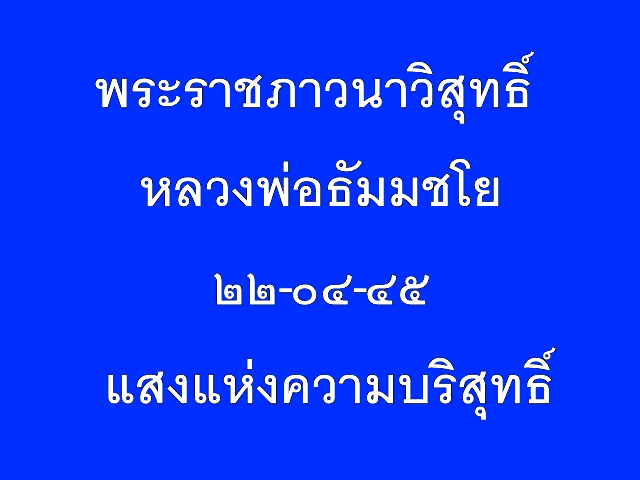 พระราชภาวนาวิสุทธิ์
หลวงพ่อธัมมชโย
๒๒-๐๔-๔๕
แสงแห่งความบริสุทธิ์